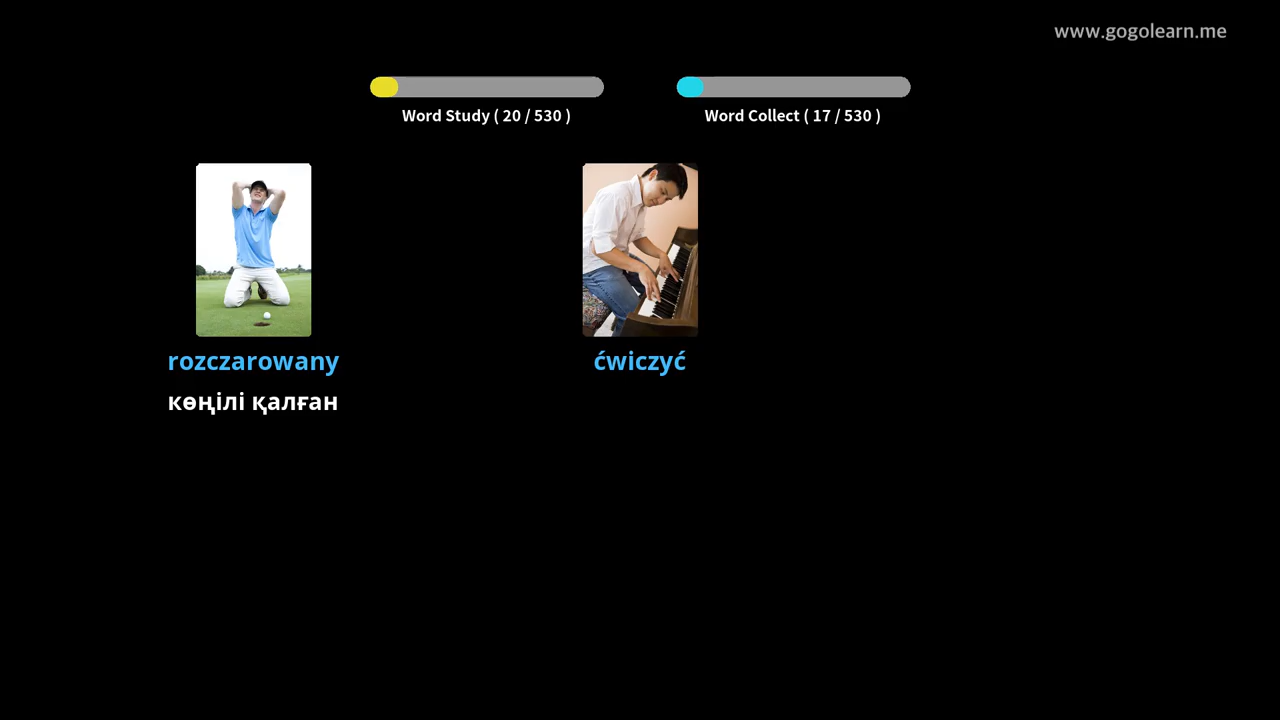 www.gogolearn.me
Word Study ( 20 / 530 )
Word Collect ( 17 / 530 )
rozczarowany
ćwiczyć
көңілі қалған